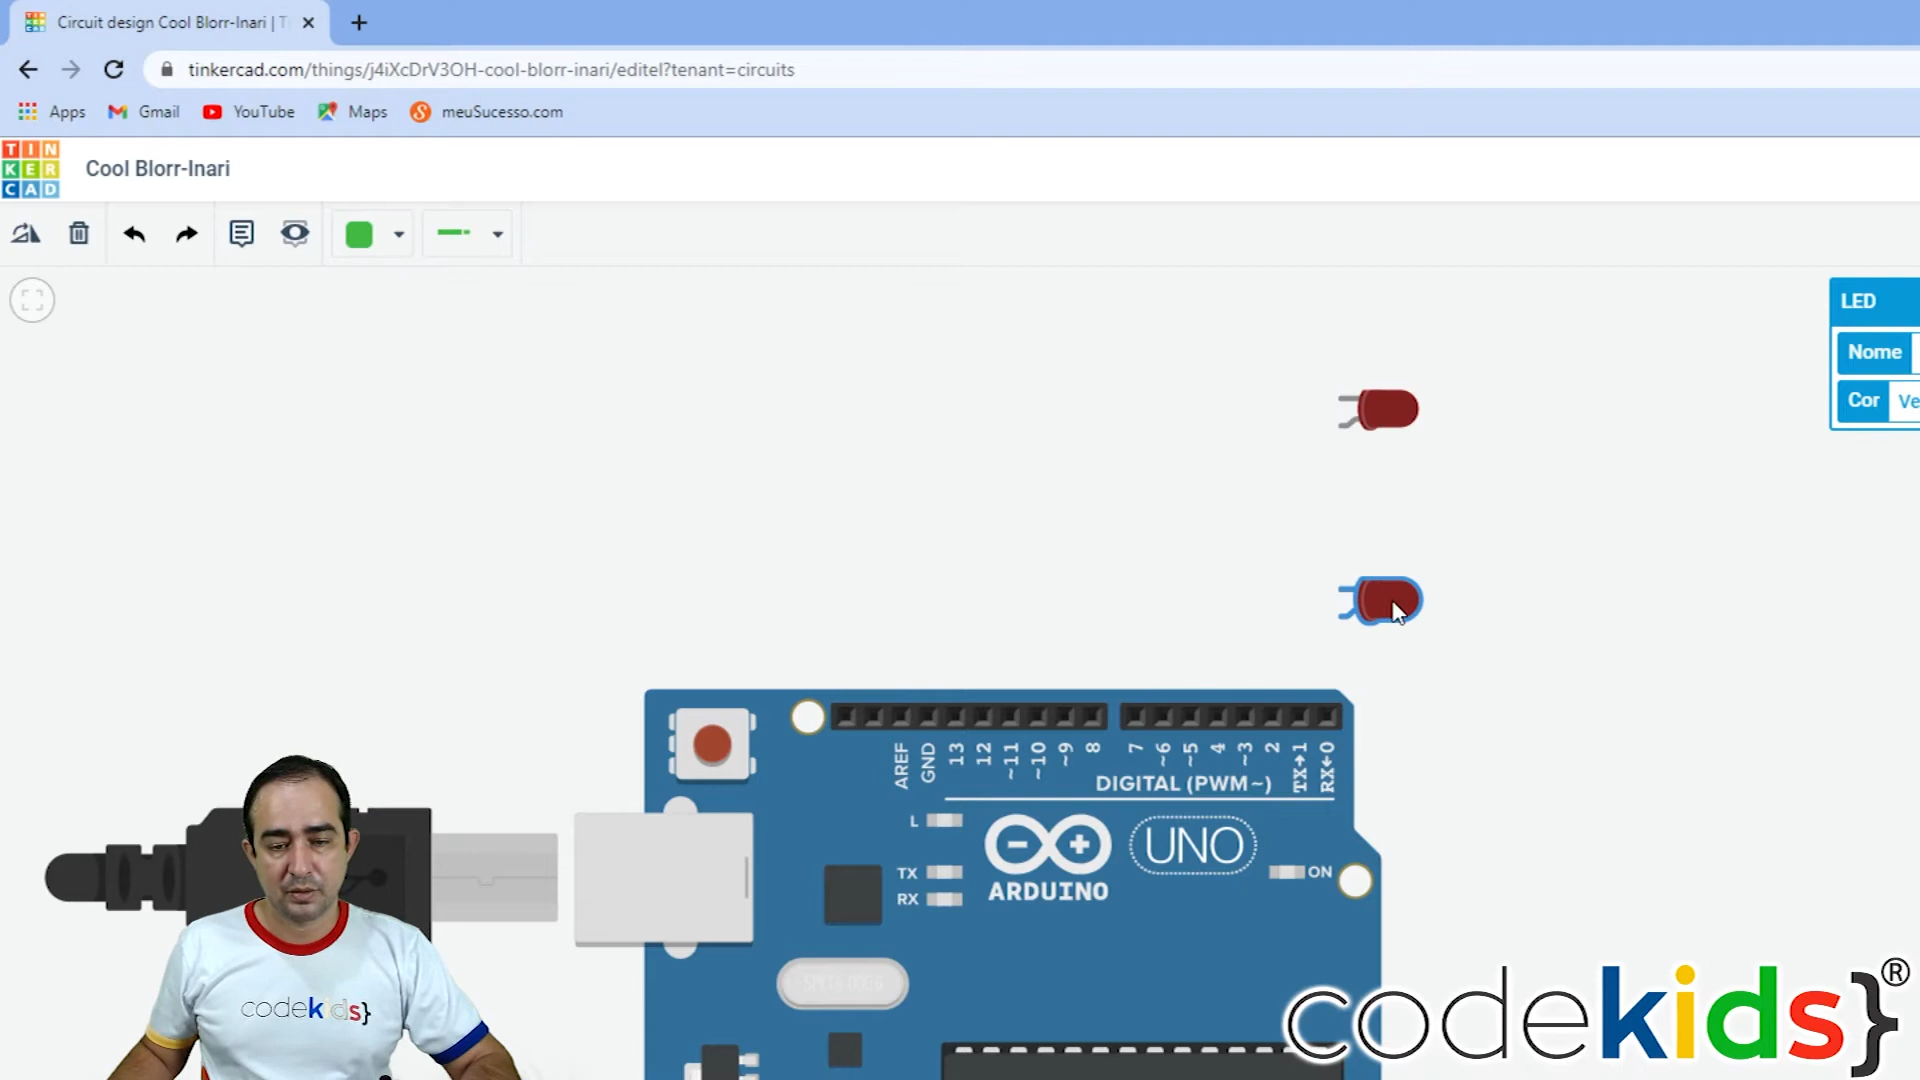 Circuit design Cool Blorr-Inari | T
tinkercad.com/things/j4iXcDrV3OH-cool-blorr-inari/editel?tenant=circuits
Apps
Gmail
YouTube
Maps
meuSucesso.com
TIN
KER
CAD
Cool Blorr-Inari
LED
Nome
Cor
Ve
AREF
GND
13
12
~11
~10
~9
8
7
~6
~5
4
~3
2
TX→1
RX←0
DIGITAL (PWM~)
L
TX
RX
ARDUINO
UNO
ON
codekids}
codekids}®